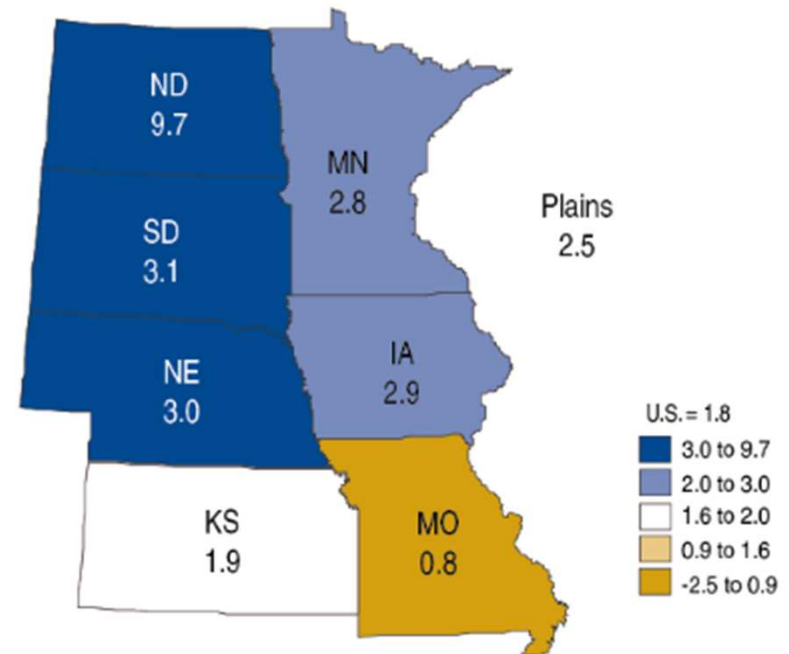 ND
9.7
MN
2.8
Plains
2.5
SD
3.1
IA
2.9
NE
3.0
U.S. = 1.8
3.0 to 9.7
2.0 to 3.0
1.6 to 2.0
0.9 to 1.6
-2.5 to 0.9
KS
1.9
MO
0.8